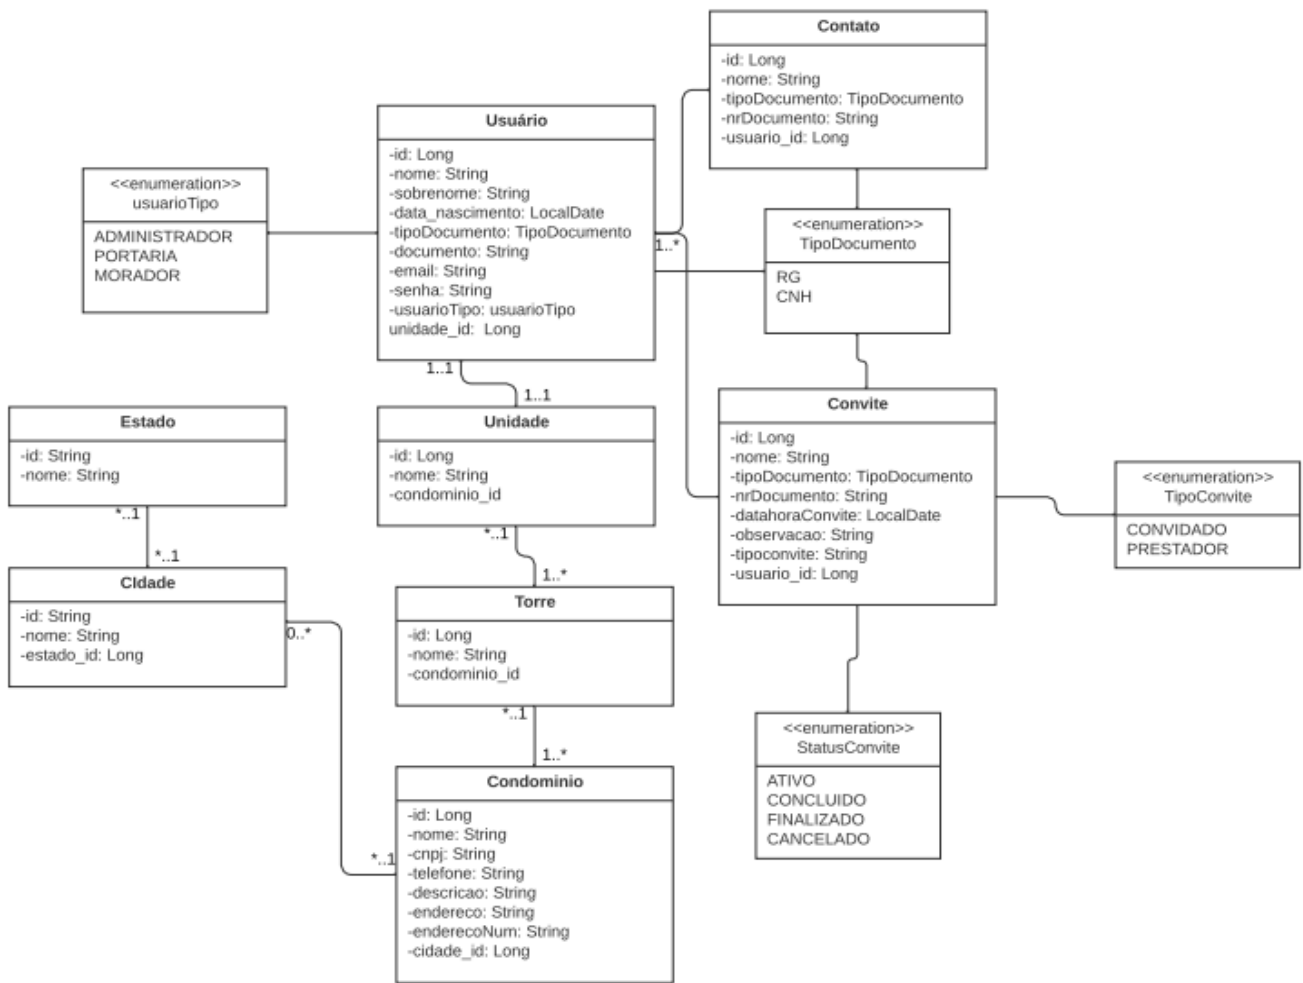 Contato
-id: Long
-nome: String
-tipoDocumento: TipoDocumento
-nrDocumento: String
-usuario_id: Long
Usuário
-id: Long
-nome: String
-sobrenome: String
-data_nascimento: LocalDate
-tipoDocumento: TipoDocumento
-documento: String
-email: String
-senha: String
-usuarioTipo: usuarioTipo
unidade_id: Long
1..*
1..1
1..1
<<enumeration>>
usuarioTipo
ADMINISTRADOR
PORTARIA
MORADOR
<<enumeration>>
TipoDocumento
RG
CNH
Estado
-id: String
-nome: String
*..1
*..1
CIdade
-id: String
-nome: String
-estado_id: Long
0..*
Unidade
-id: Long
-nome: String
-condominio_id
*..1
1..*
Torre
-id: Long
-nome: String
-condominio_id
*..1
1..*
Condominio
-id: Long
-nome: String
-cnpj: String
-telefone: String
-descricao: String
-endereco: String
-enderecoNum: String
-cidade_id: Long
*..1
Convite
-id: Long
-nome: String
-tipoDocumento: TipoDocumento
-nrDocumento: String
-datahoraConvite: LocalDate
-observacao: String
-tipoconvite: String
-usuario_id: Long
<<enumeration>>
TipoConvite
CONVIDADO
PRESTADOR
<<enumeration>>
StatusConvite
ATIVO
CONCLUIDO
FINALIZADO
CANCELADO